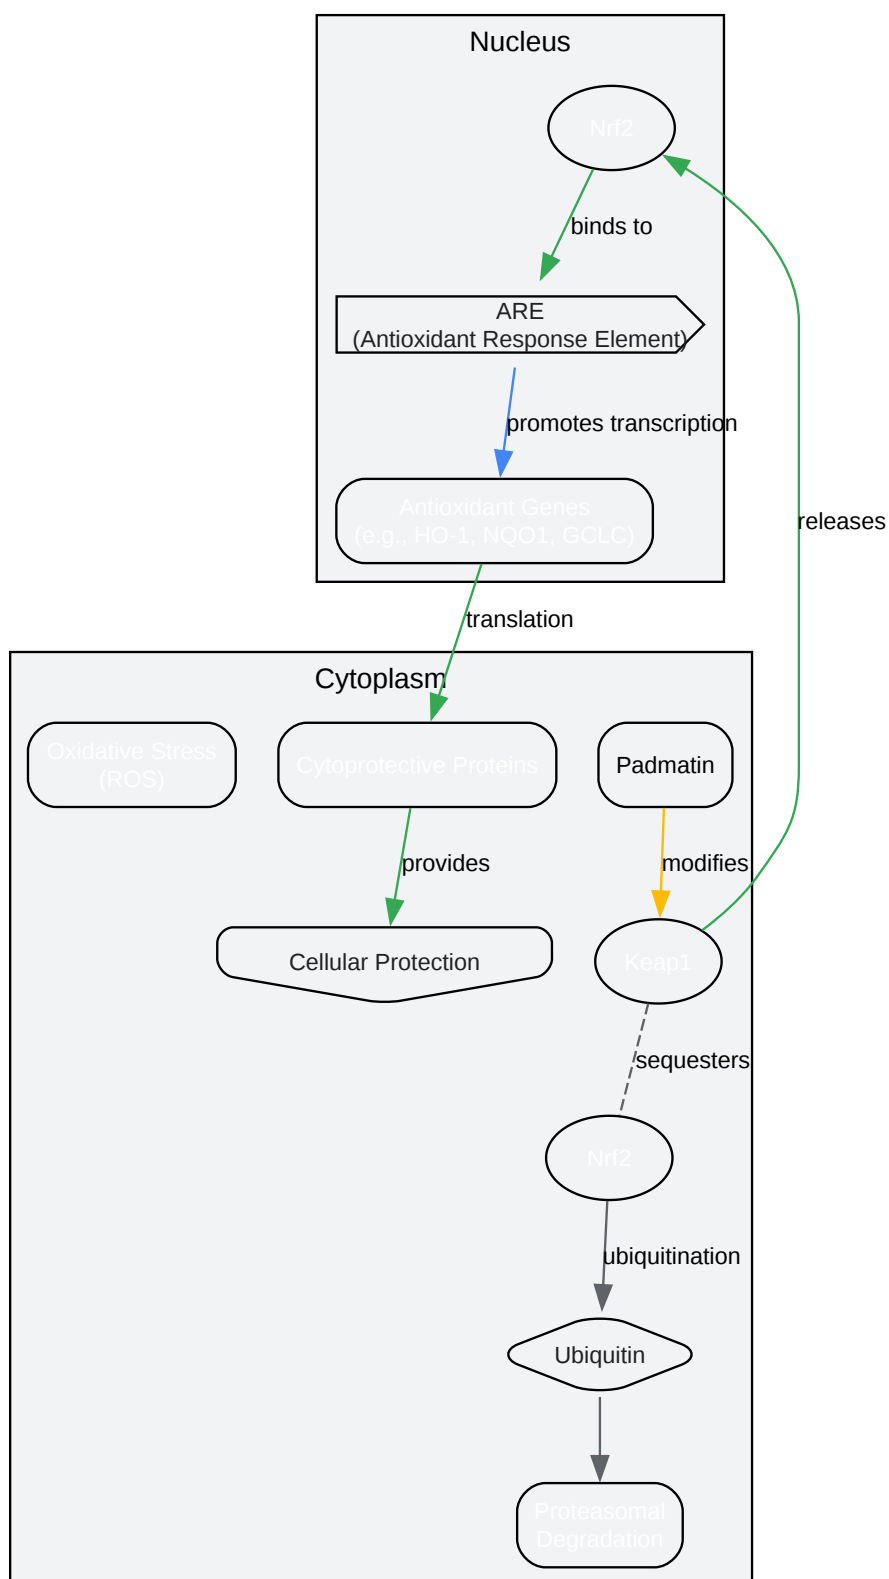 Nucleus
Nrf2
binds to
ARE
(Antioxidant Response Element)
promotes transcription
Antioxidant Genes
(e.g., HO-1, NQO1, GCLC)
releases
translation
Cytoplasm
Oxidative Stress
(ROS)
Cytoprotective Proteins
Padmatin
provides
modifies
Cellular Protection
Keap1
sequesters
Nrf2
ubiquitination
Ubiquitin
Proteasomal
Degradation